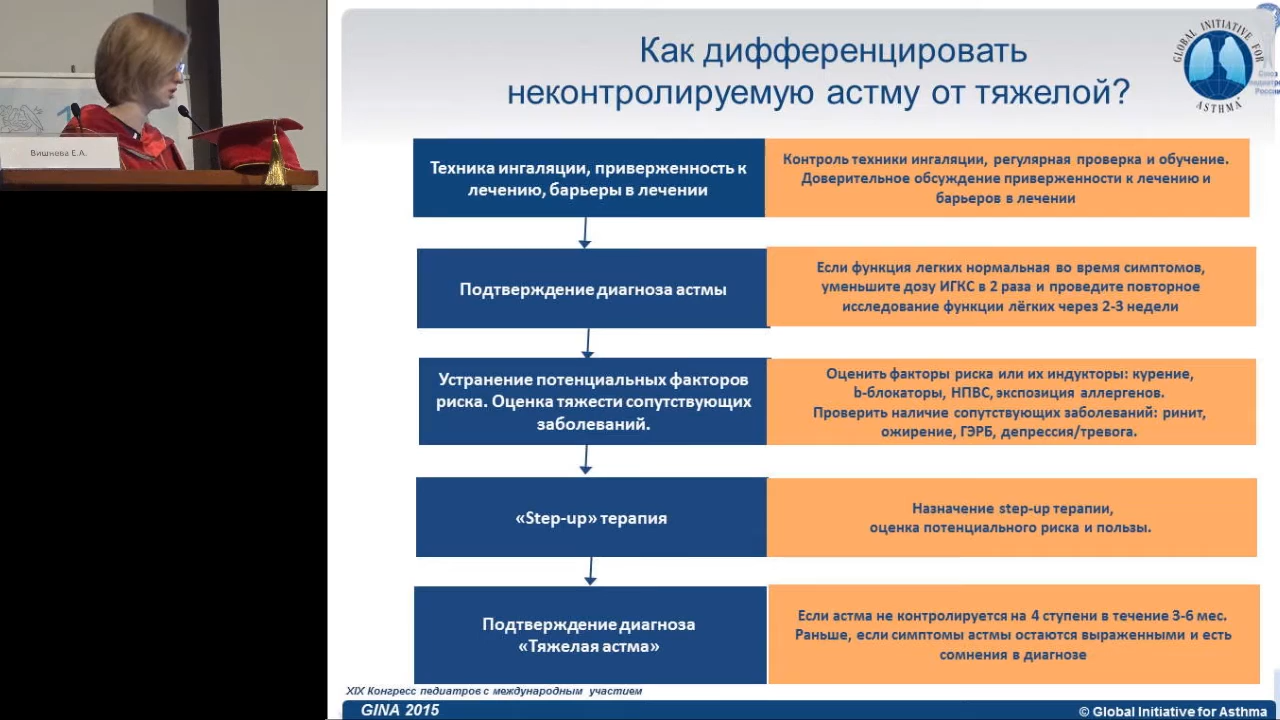 Как дифференцировать
неконтролируемую астму от тяжелой?
GLOBAL INITIATIVE FOR
ASTHMA
Союз
педиатров
России
Вишнева Е.А.
Техника ингаляции, приверженность к
лечению, барьеры в лечении
Контроль техники ингаляции, регулярная проверка и обучение.
Доверительное обсуждение приверженности к лечению и
барьеров в лечении
Подтверждение диагноза астмы
Если функция легких нормальная во время симптомов,
уменьшите дозу ИГКС в 2 раза и проведите повторное
исследование функции лёгких через 2-3 недели
Устранение потенциальных факторов
риска. Оценка тяжести сопутствующих
заболеваний.
Оценить факторы риска или их индукторы: курение,
b-блокаторы, НПВС, экспозиция аллергенов.
Проверить наличие сопутствующих заболеваний: ринит,
ожирение, ГЭРБ, депрессия/тревога.
«Step-up» терапия
Назначение step-up терапии,
оценка потенциального риска и пользы.
Подтверждение диагноза
«Тяжелая астма»
Если астма не контролируется на 4 ступени в течение 3-6 мес.
Раньше, если симптомы астмы остаются выраженными и есть
сомнения в диагнозе
XIX Конгресс педиатров с международным участием
GINA 2015
© Global Initiative for Asthma